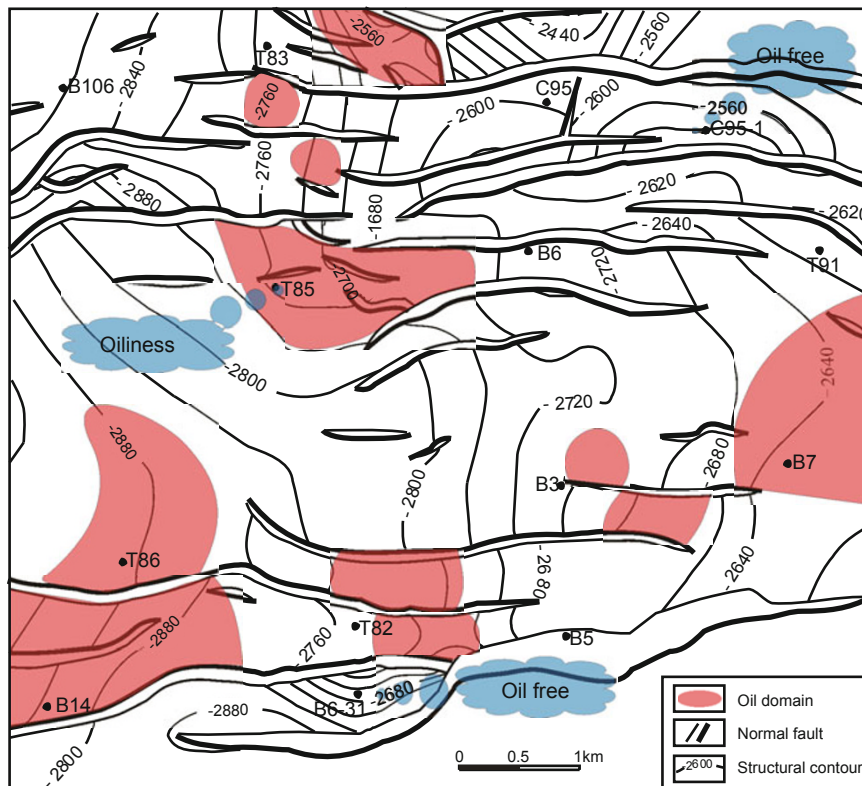 -2560
-2440
-2560
T83
Oil free
-2840
B106
-2760
C95
-2600
-2600
-2560
C95-1
-2760
-2880
-2620
-2620
-1680
-2640
B6
-2720
T91
-2700
T85
Oiliness
-2800
-2640
-2720
-2880
-2800
B3
-2680
B7
T86
-2680
-2640
-2880
-2760
T82
B5
B14
B6-31
-2680
Oil free
-2880
-2800
0 0.5 1km
Oil domain
Normal fault
-2600 Structural contour